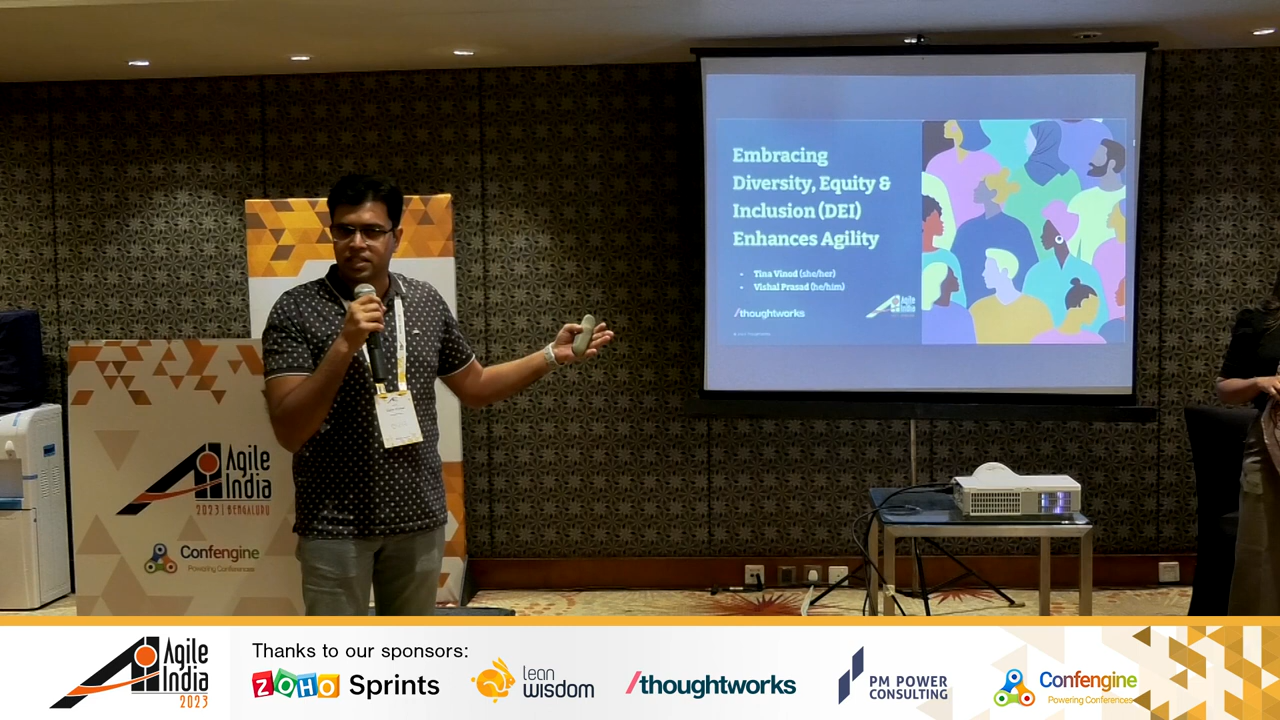 Embracing
Diversity, Equity &
Inclusion (DEI)
Enhances Agility
• Tina Vinod (she/her)
• Vishal Prasad (he/him)
/thoughtworks
Agile
India
Agile
India
2023 | BENGALURU
Confengine
Powering Conferences
Agile
India
2023
Thanks to our sponsors:
ZOHO Sprints
lean
wisdom
/thoughtworks
PM POWER
CONSULTING
Confengine
Powering Conferences